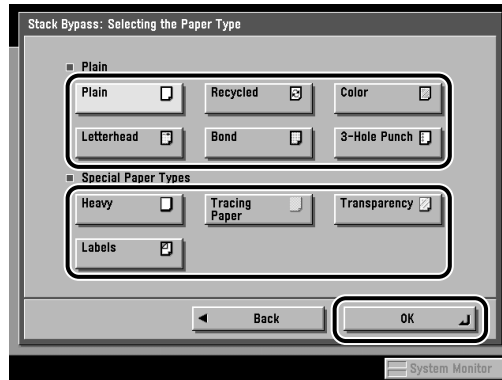 Stack Bypass: Selecting the Paper Type
Plain
Plain
Recycled
Color
Letterhead
Bond
3-Hole Punch
Special Paper Types
Heavy
Tracing
Paper
Transparency
Labels
Back
OK
System Monitor